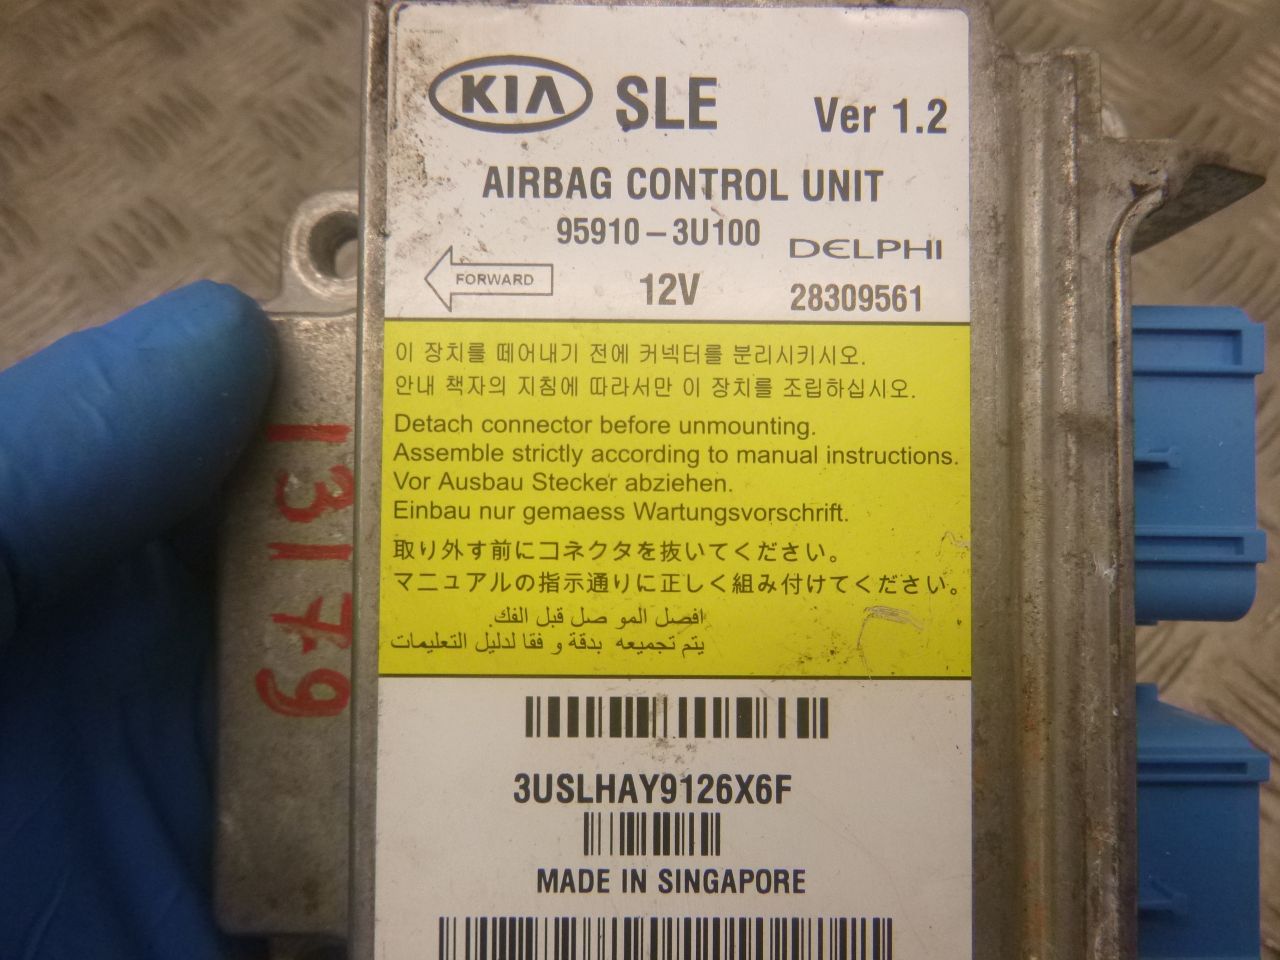 KIA SLE Ver 1.2
AIRBAG CONTROL UNIT
95910-3U100 DELPHI
FORWARD 12V 28309561
이 장치를 떼어내기 전에 커넥터를 분리시키시오.
안내 책자의 지침에 따라서만 이 장치를 조립하십시오.
Detach connector before unmounting.
Assemble strictly according to manual instructions.
Vor Ausbau Stecker abziehen.
Einbau nur gemaess Wartungsvorschrift.
取り外す前にコネクタを抜いてください。
マニュアルの指示通りに正しく組み付けてください。
افصل المو صل قبل الفك.
يتم تجميعه بدقة و فقا لدليل التعليمات
3USLHAY9126X6F
MADE IN SINGAPORE
13179